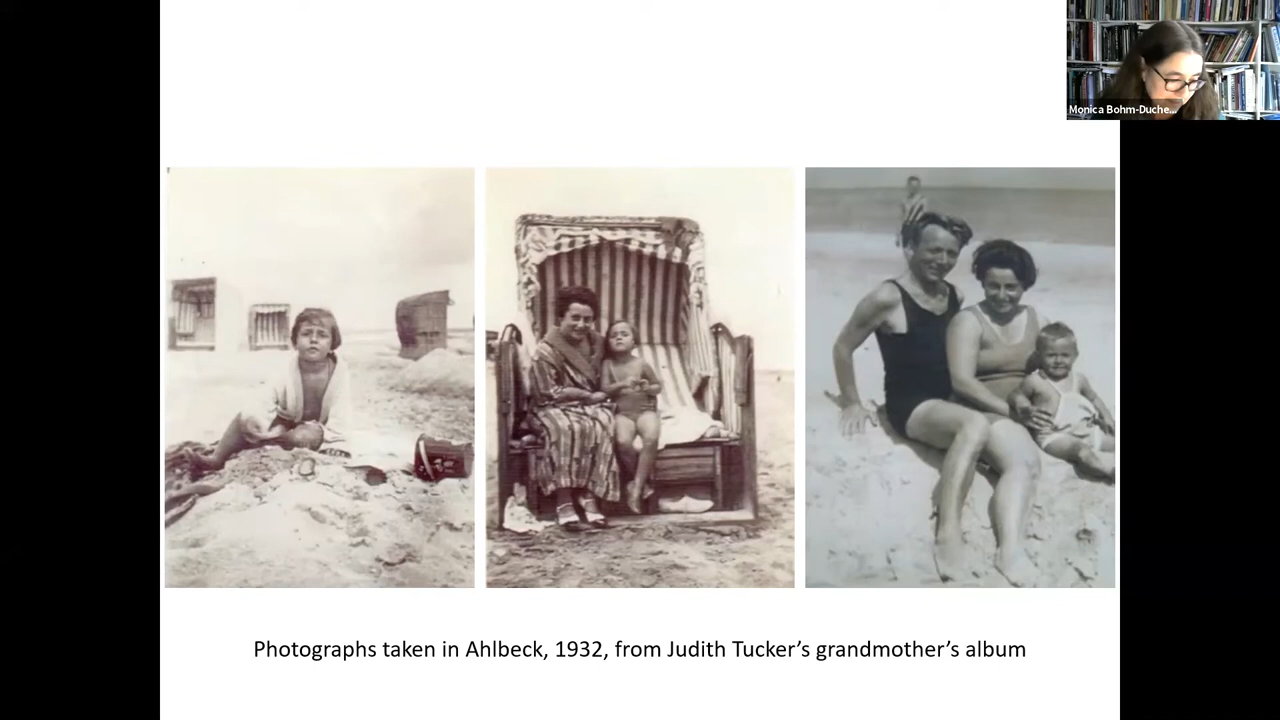 Monica Bohm-Duche...
Photographs taken in Ahlbeck, 1932, from Judith Tucker’s grandmother’s album